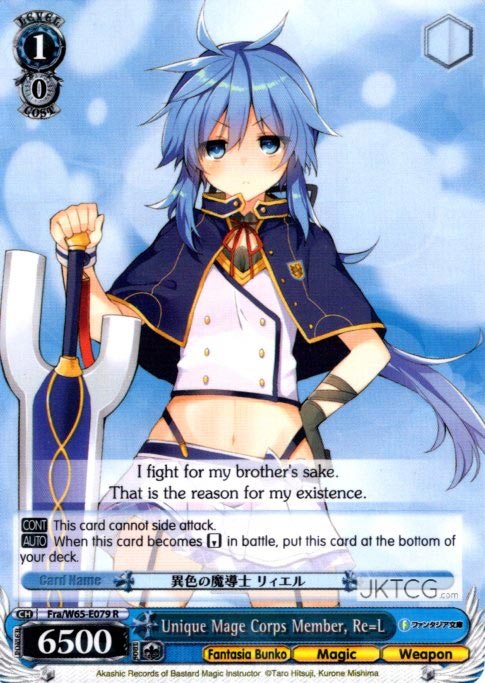 LEVEL
1
0
COST
I fight for my brother's sake.
That is the reason for my existence.
CONT This card cannot side attack.
AUTO When this card becomes in battle, put this card at the bottom of
your deck.
Card Name 異色の魔導士 リィエル
JKTCG.com
CH Fra/W65-E079 R
POWER 6500 SOUL
Unique Mage Corps Member, Re=L
ファンタジア文庫
Fantasia Bunko Magic Weapon
Akashic Records of Bastard Magic Instructor ©Taro Hitsuji, Kurone Mishima